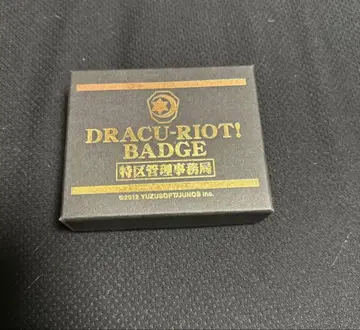 DRACU-RIOT!
BADGE
特区管理事務局
©2012 YUZUSOFT/JUNOS Inc.